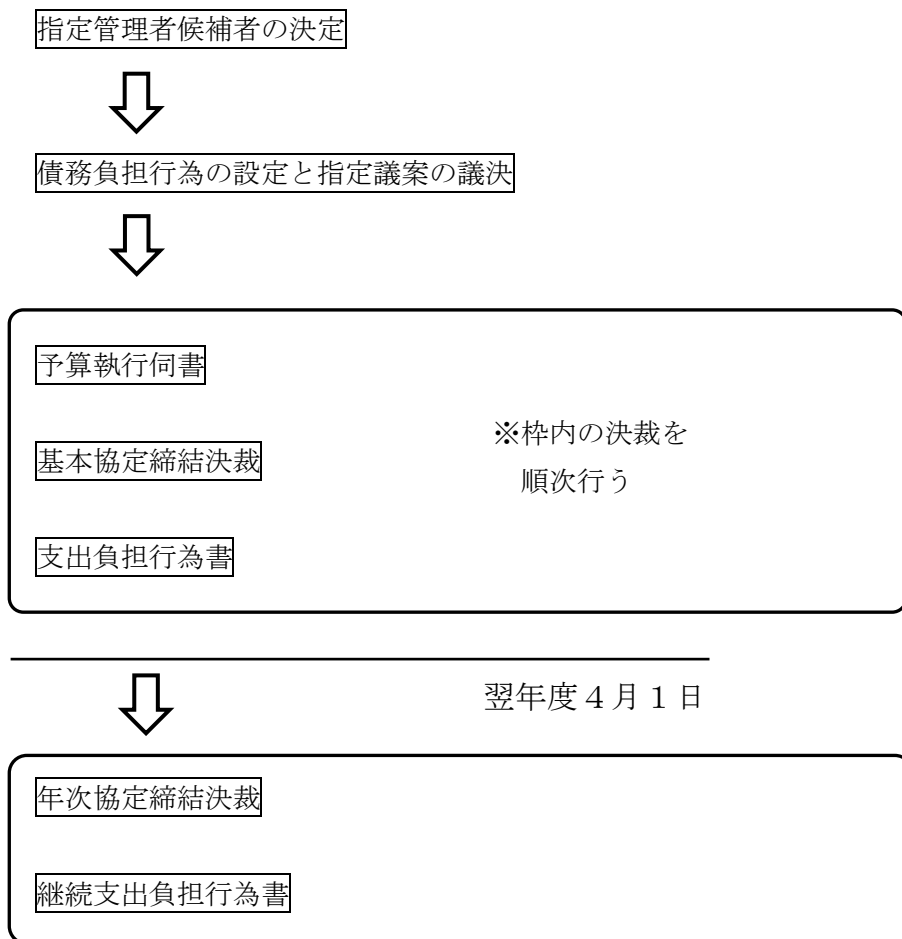 指定管理者候補者の決定
債務負担行為の設定と指定議案の議決
予算執行伺書
※枠内の決裁を
順次行う
基本協定締結決裁
支出負担行為書
翌年度４月１日
年次協定締結決裁
継続支出負担行為書